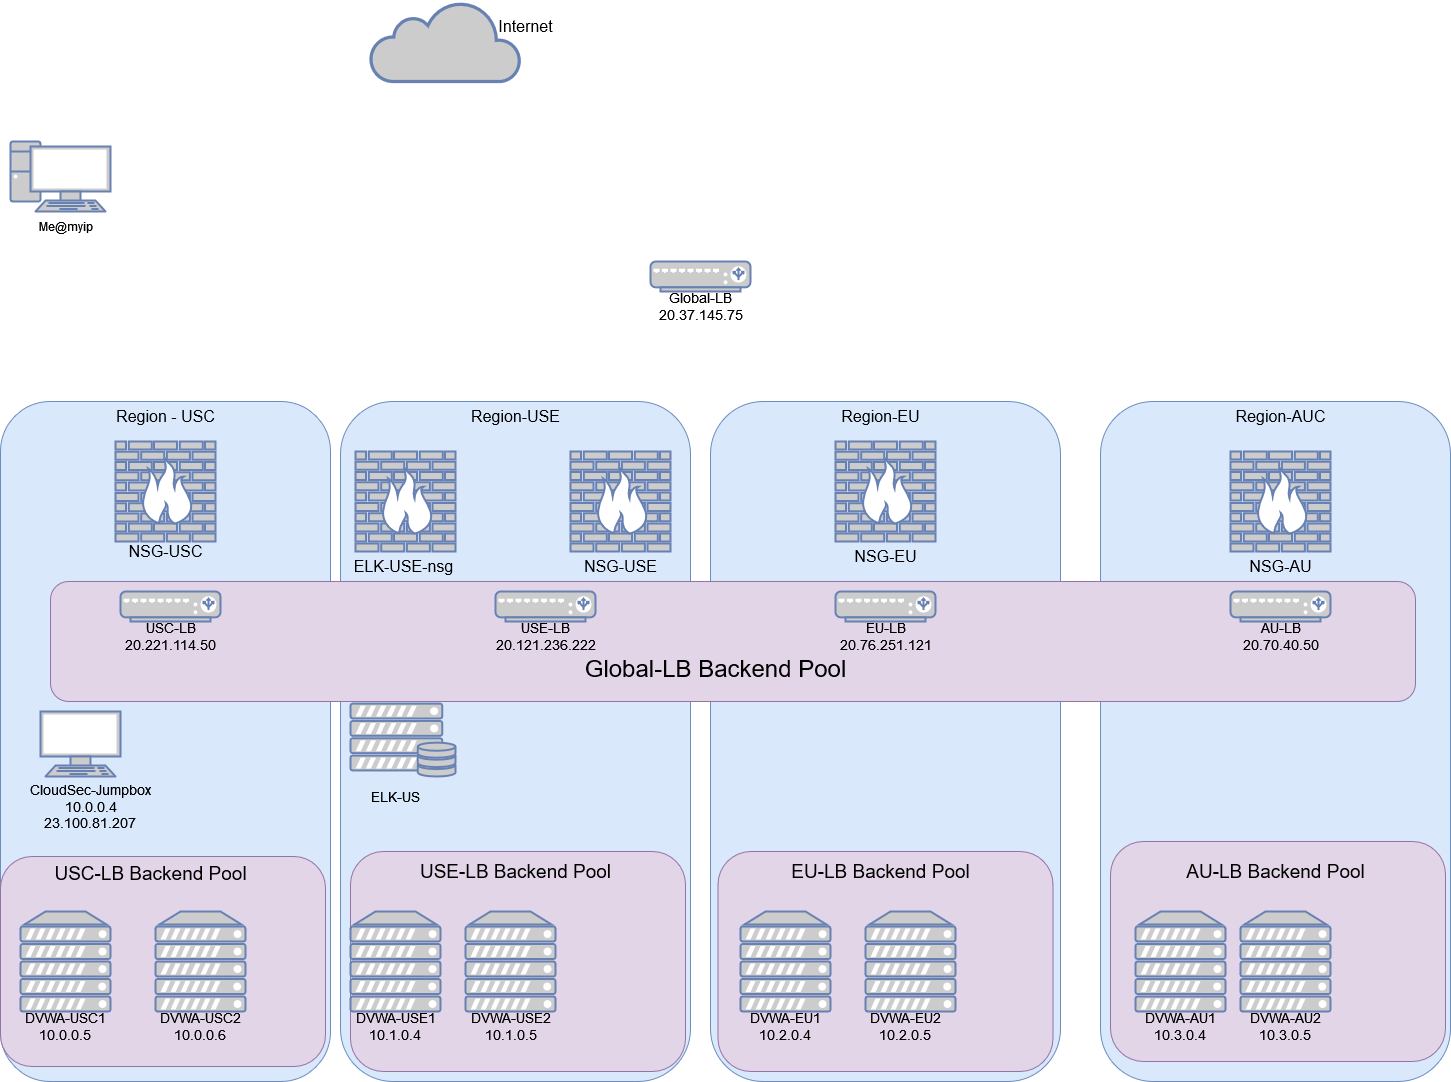 Internet
Me@myip
Global-LB
20.37.145.75
Region - USC
Region-USE
Region-EU
Region-AUC
NSG-USC
ELK-USE-nsg
NSG-USE
NSG-EU
NSG-AU
USC-LB
20.221.114.50
USE-LB
20.121.236.222
EU-LB
20.76.251.121
AU-LB
20.70.40.50
Global-LB Backend Pool
CloudSec-Jumpbox
10.0.0.4
23.100.81.207
ELK-US
USC-LB Backend Pool
USE-LB Backend Pool
EU-LB Backend Pool
AU-LB Backend Pool
DVWA-USC1
10.0.0.5
DVWA-USC2
10.0.0.6
DVWA-USE1
10.1.0.4
DVWA-USE2
10.1.0.5
DVWA-EU1
10.2.0.4
DVWA-EU2
10.2.0.5
DVWA-AU1
10.3.0.4
DVWA-AU2
10.3.0.5